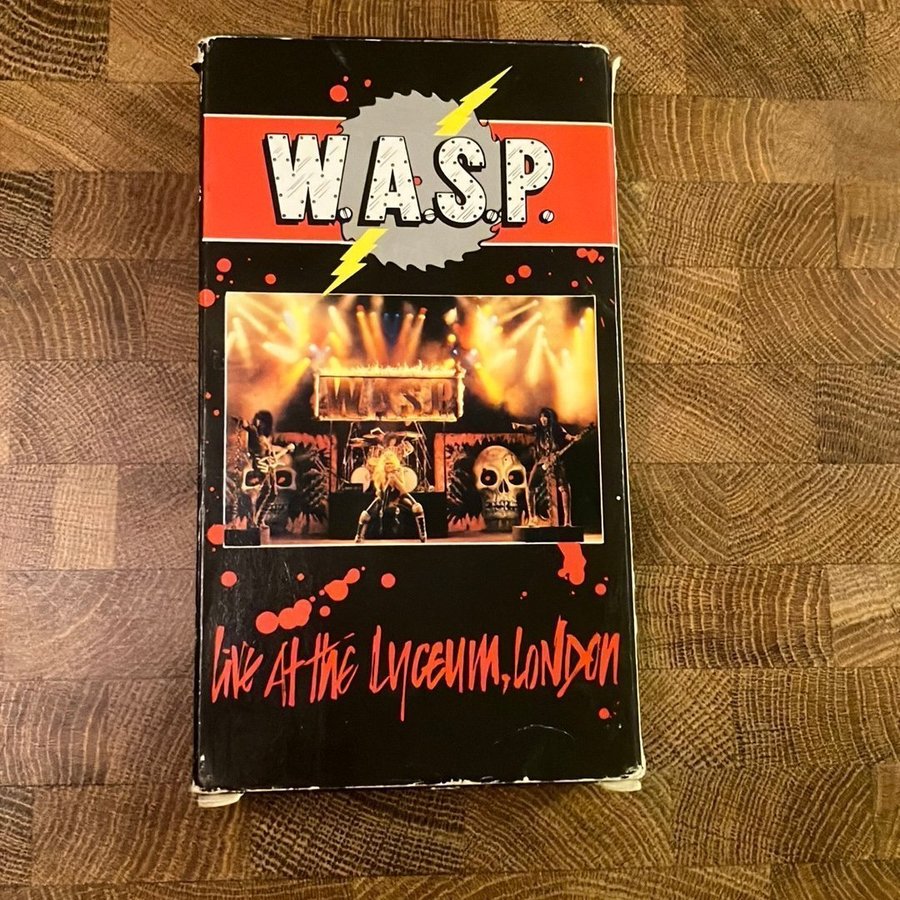 W.A.S.P.
W.A.S.P.
Live At the Lyceum, London